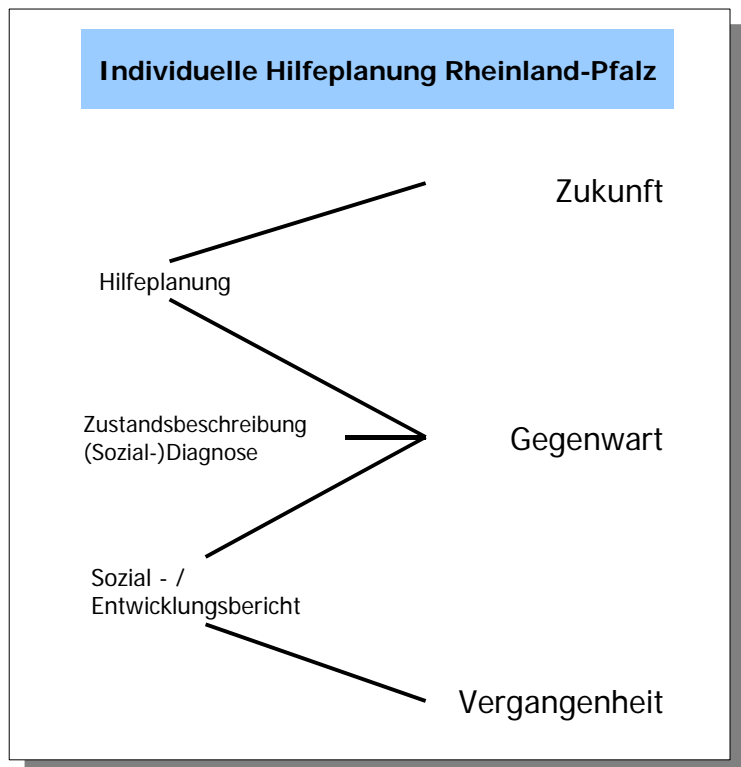 Individuelle Hilfeplanung Rheinland-Pfalz
Zukunft
Hilfeplanung
Zustandsbeschreibung
(Sozial-)Diagnose
Gegenwart
Sozial - /
Entwicklungsbericht
Vergangenheit